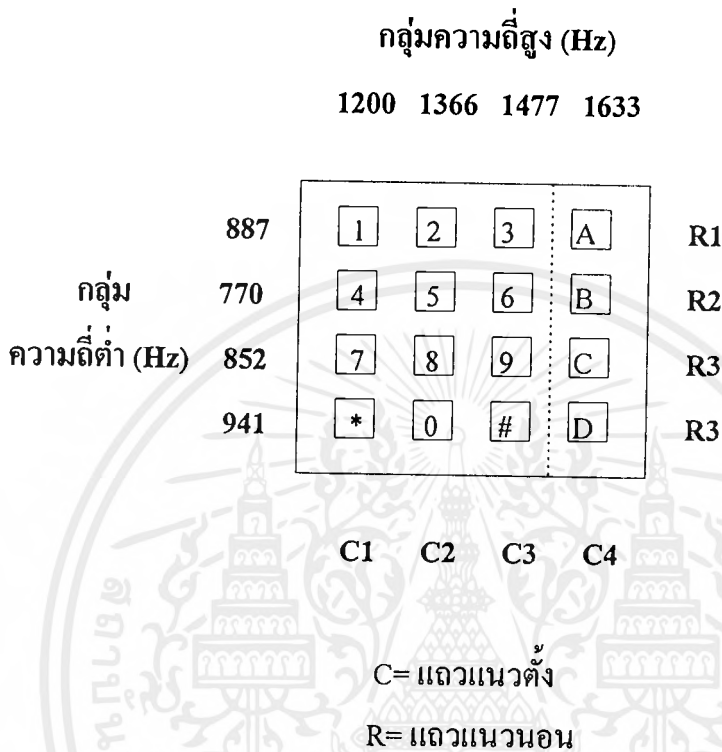 กลุ่มความถี่สูง (Hz)
1200 1366 1477 1633
887 1 2 3 A R1
กลุ่ม 770 4 5 6 B R2
ความถี่ต่ำ (Hz) 852 7 8 9 C R3
941 * 0 # D R3
C1 C2 C3 C4
C= แถวแนวตั้ง
R= แถวแนวนอน